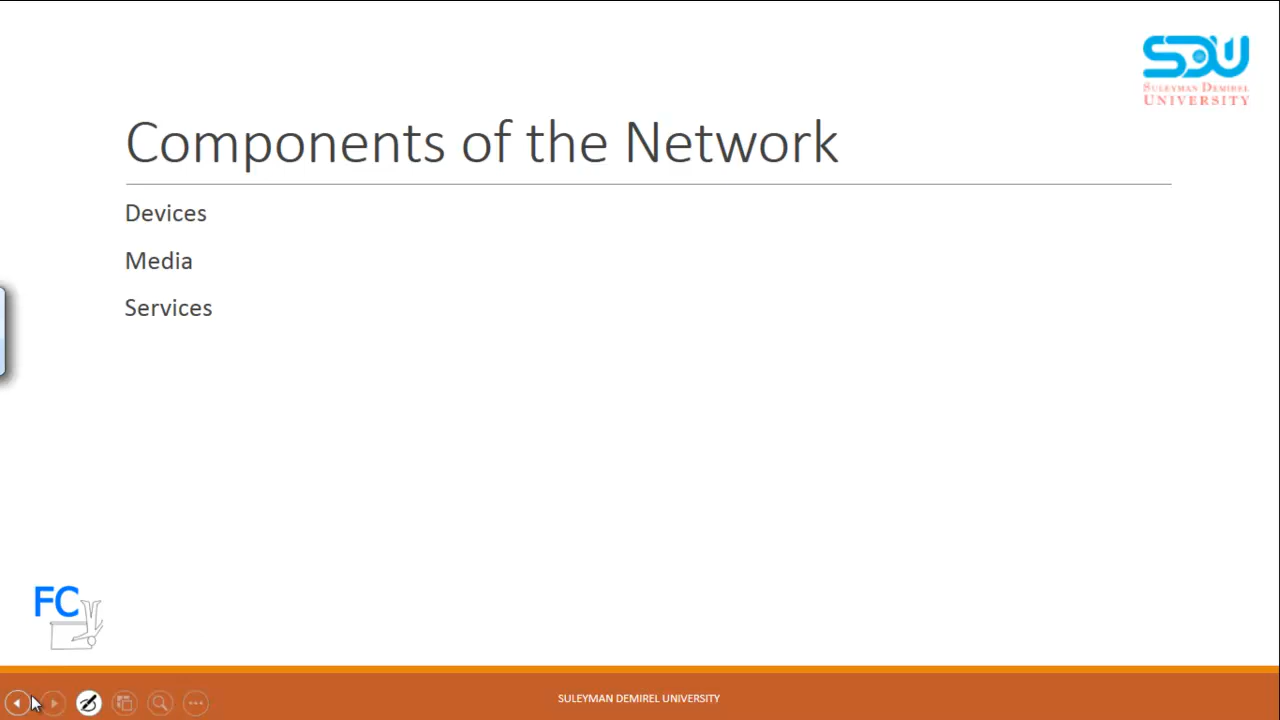 SDU
SULEYMAN DEMIREL
UNIVERSITY
Components of the Network
Devices
Media
Services
FC
SULEYMAN DEMIREL UNIVERSITY